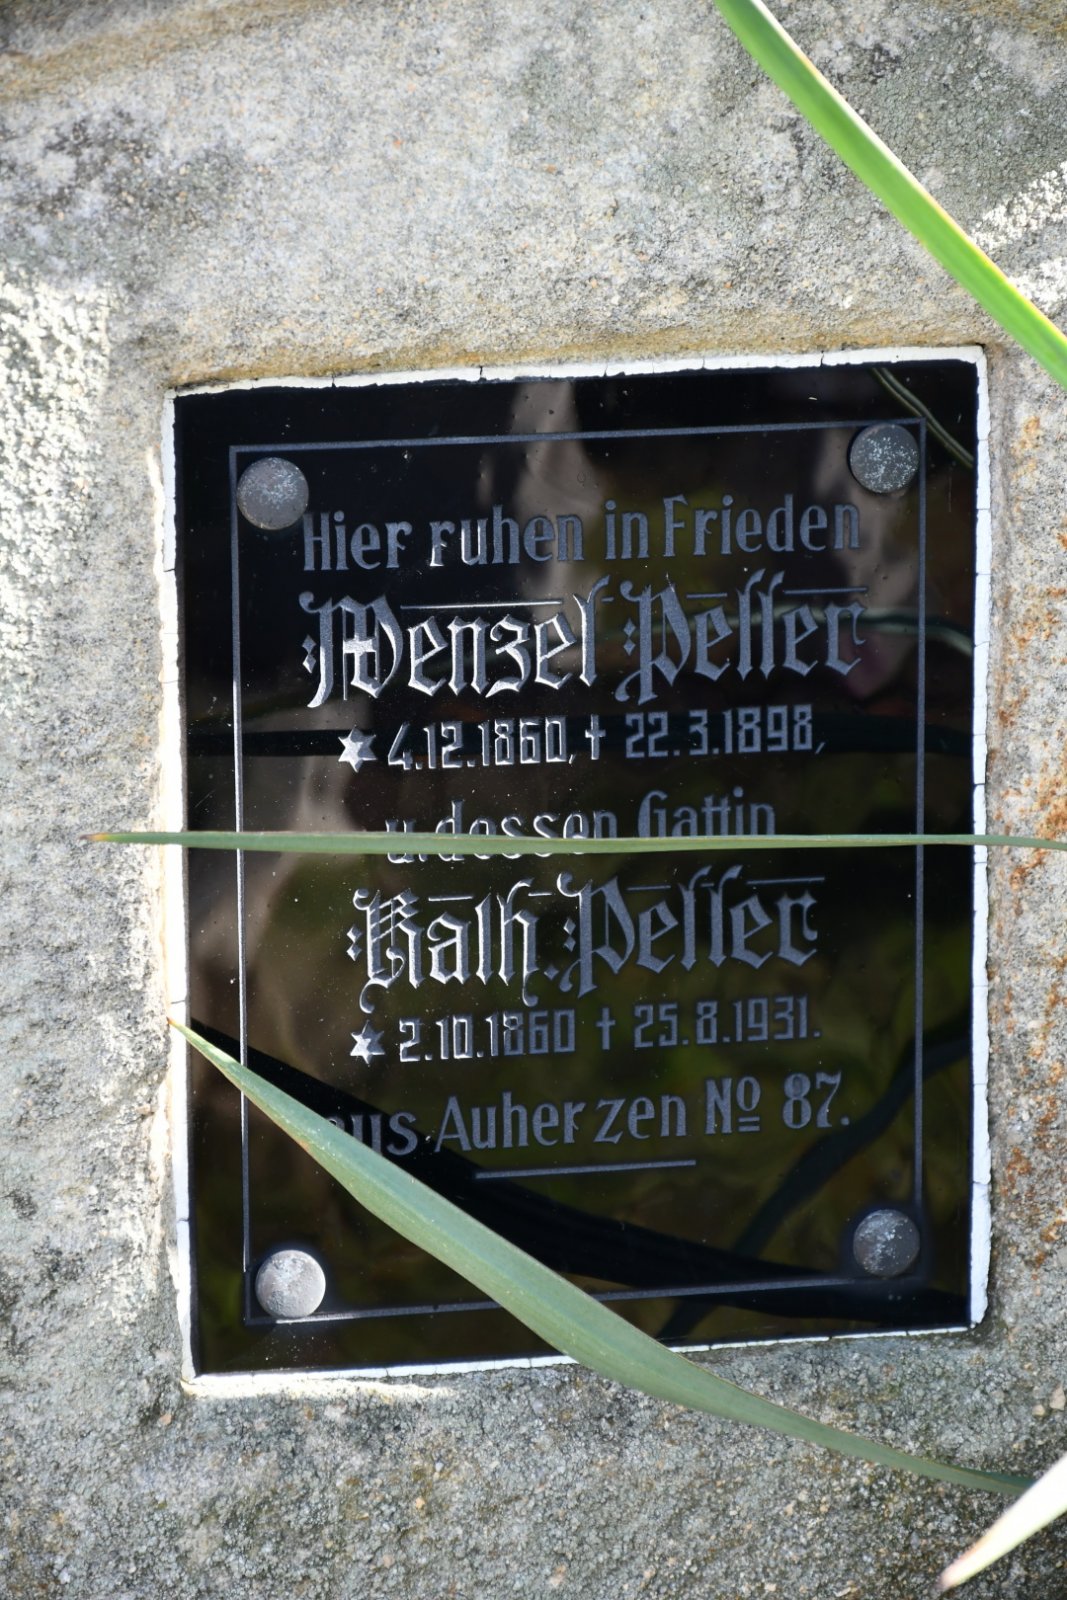 Hier ruhen in Frieden
Wenzel Peller
* 4.12.1860, † 22.3.1898,
u. dessen Gattin
Kath. Peller
* 2.10.1860 † 25.8.1931.
aus Auherzen No 87.